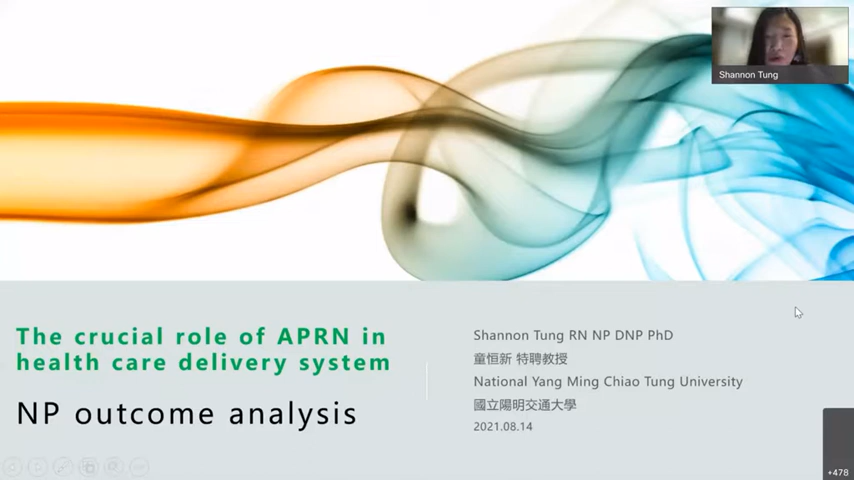 Shannon Tung
The crucial role of APRN in
health care delivery system
NP outcome analysis
Shannon Tung RN NP DNP PhD
童恒新 特聘教授
National Yang Ming Chiao Tung University
國立陽明交通大學
2021.08.14
+478